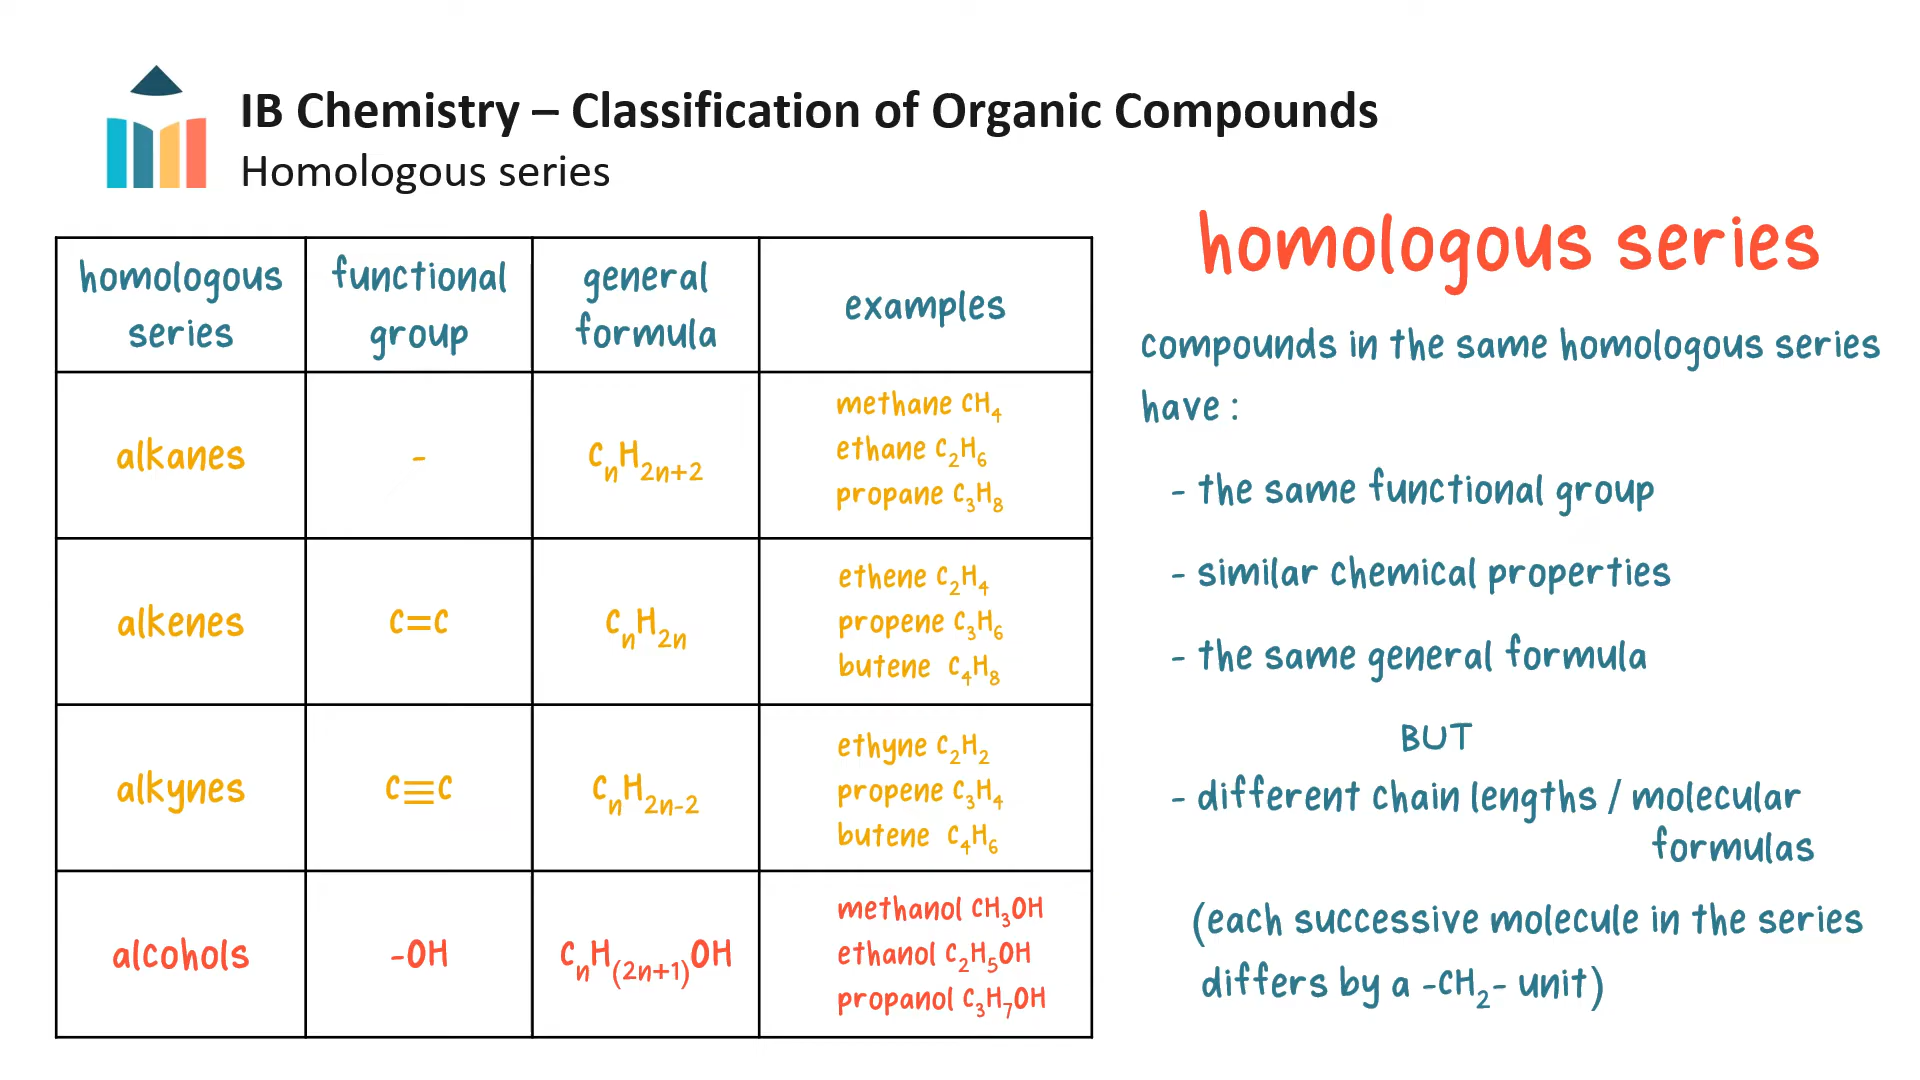 IB Chemistry – Classification of Organic Compounds
Homologous series
homologous series
functional group
general formula
examples
alkanes
-
CₙH₂ₙ₊₂
methane CH₄
ethane C₂H₆
propane C₃H₈
alkenes
C=C
CₙH₂ₙ
ethene C₂H₄
propene C₃H₆
butene C₄H₈
alkynes
C≡C
CₙH₂ₙ₋₂
ethyne C₂H₂
propene C₃H₄
butene C₄H₆
alcohols
-OH
CₙH₍₂ₙ₊₁₎OH
methanol CH₃OH
ethanol C₂H₅OH
propanol C₃H₇OH
homologous series
compounds in the same homologous series
have :
- the same functional group
- similar chemical properties
- the same general formula
BUT
- different chain lengths / molecular
formulas
(each successive molecule in the series
differs by a -CH₂- unit)